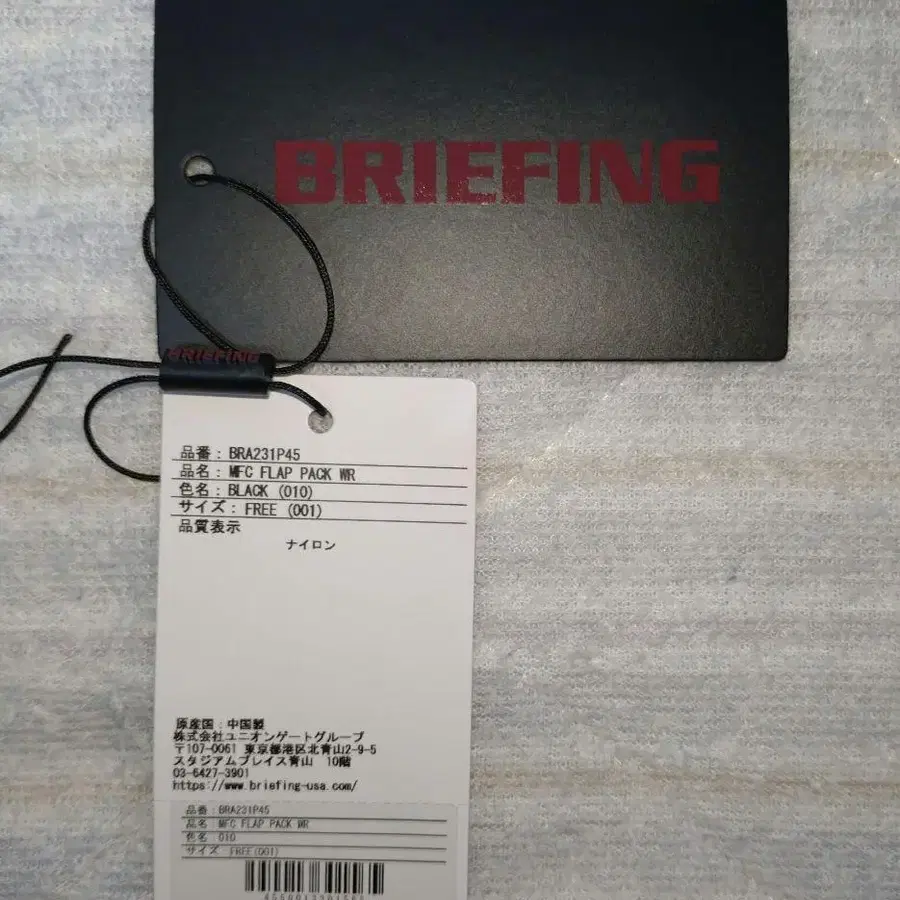 BRIEFING
BRIEFING
品番 : BRA231P45
品名 : MFC FLAP PACK WR
色名 : BLACK (010)
サイズ : FREE (001)
品質表示
ナイロン
原産国 : 中国製
株式会社ユニオンゲートグループ
〒107-0061 東京都港区北青山2-9-5
スタジアムプレイス青山 10階
03-6427-3901
https://www.briefing-usa.com/
品番 : BRA231P45
品名 : MFC FLAP PACK WR
色名 : 010
サイズ : FREE(001)